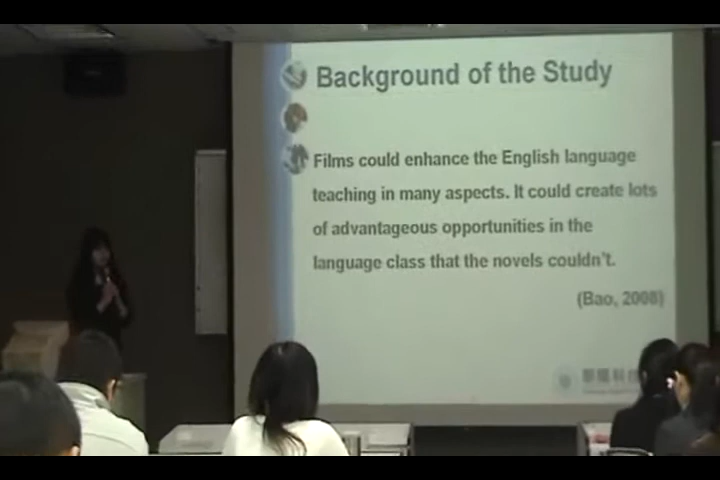 Background of the Study
Films could enhance the English language
teaching in many aspects. It could create lots
of advantageous opportunities in the
language class that the novels couldn't.
(Bao, 2008)